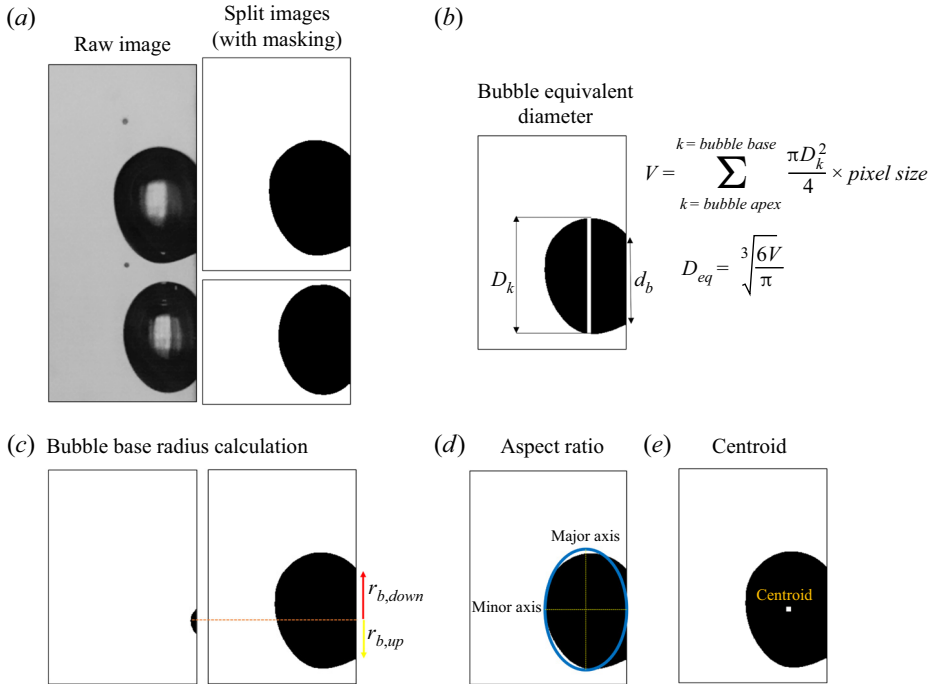 (a)
Raw image
Split images
(with masking)
(b)
Bubble equivalent
diameter
D_k
d_b
k = bubble base
V = ∑ πD_k^2/4 × pixel size
k = bubble apex
D_eq = ∛(6V/π)
(c) Bubble base radius calculation
r_b,down
r_b,up
(d) Aspect ratio
Major axis
Minor axis
(e) Centroid
Centroid